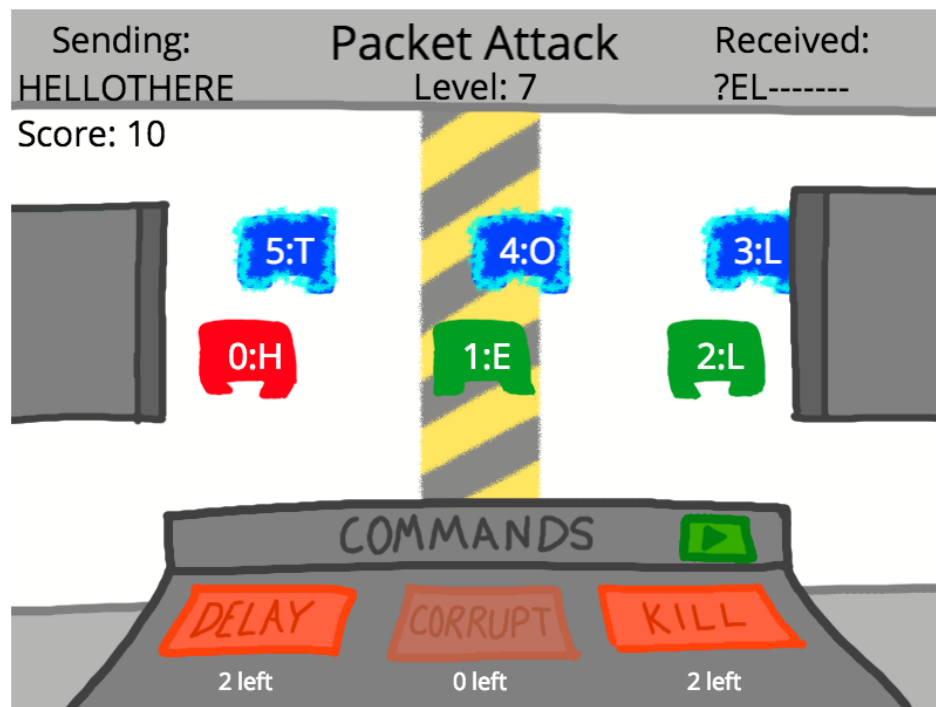 Sending:
Packet Attack
Received:
HELLOTHERE
Level: 7
?EL-------
Score: 10
5:T
4:O
3:L
0:H
1:E
2:L
COMMANDS
DELAY
CORRUPT
KILL
2 left
0 left
2 left